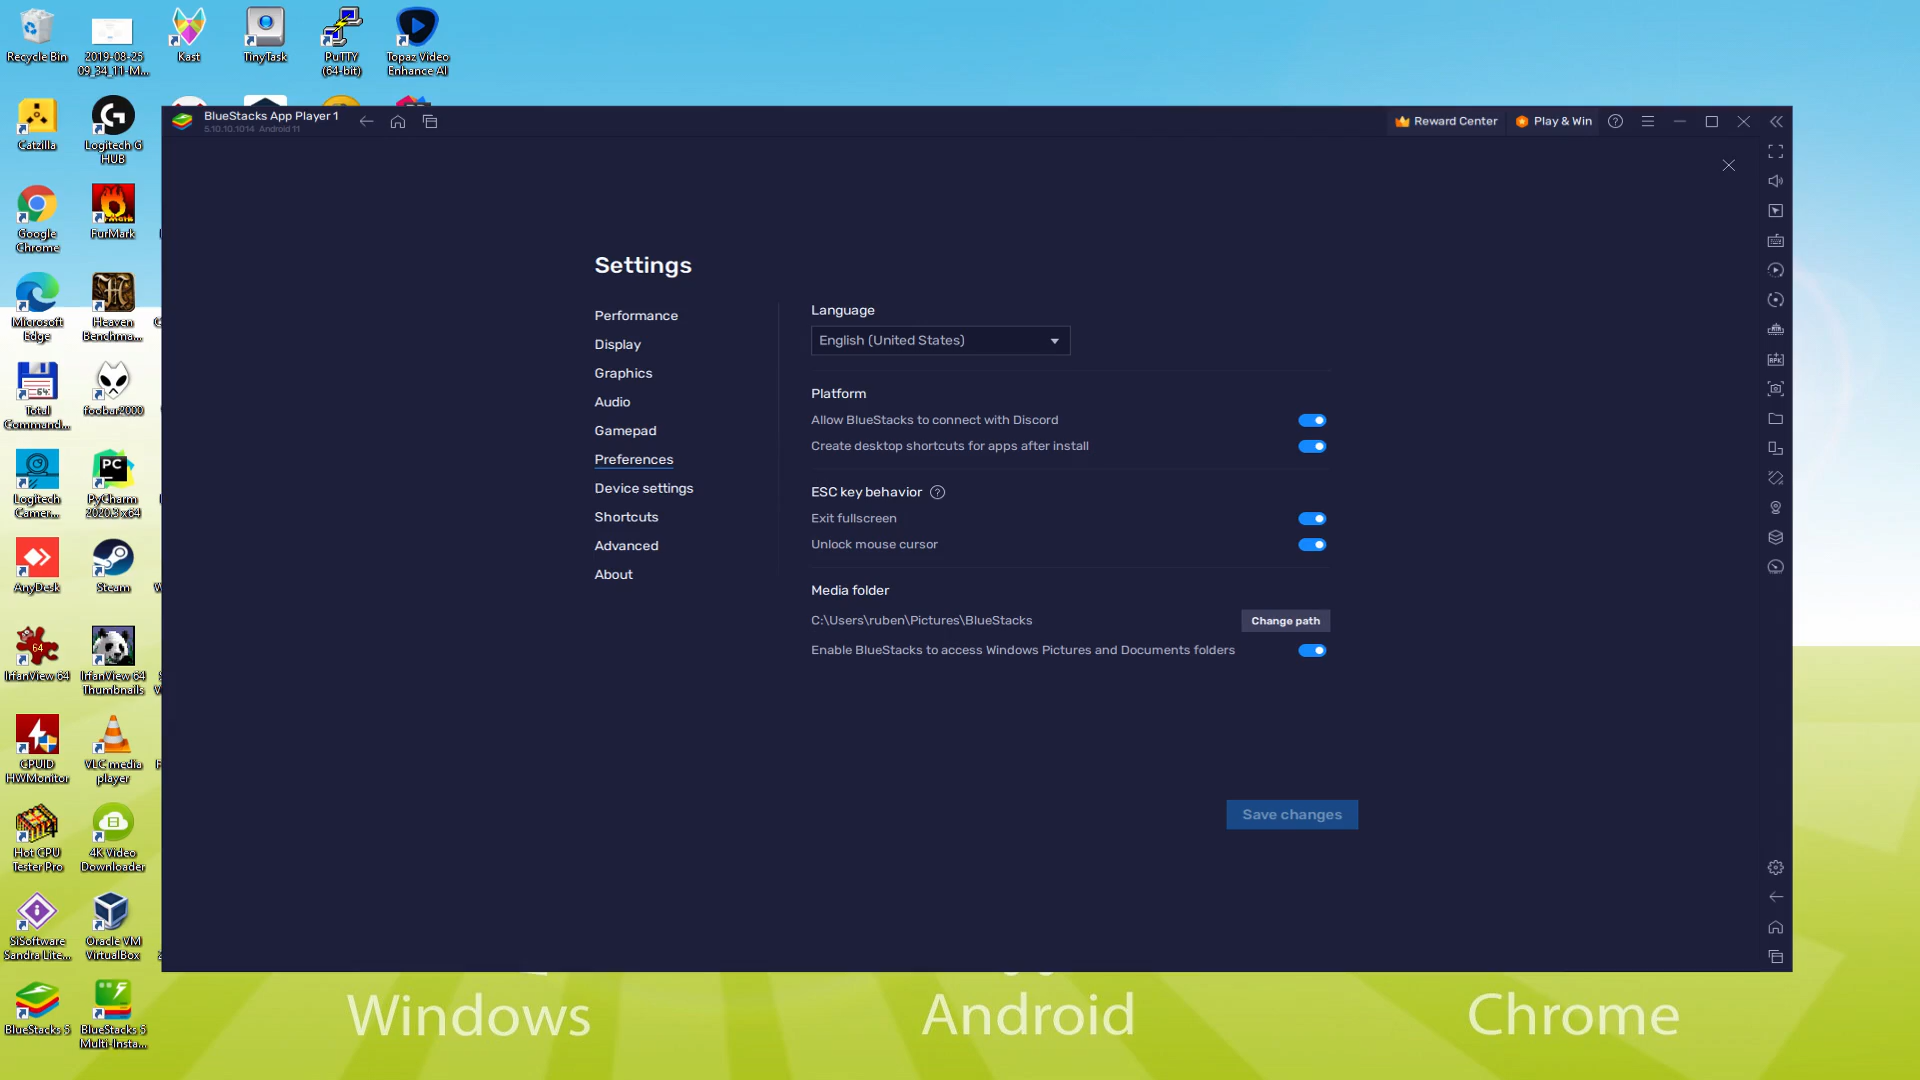 Recycle Bin
2019-08-25
09_34_11-M...
Kast
TinyTask
PuTTY
(64-bit)
Topaz Video
Enhance AI
Catzilla
Logitech G
HUB
Google
Chrome
FurMark
Microsoft
Edge
Heaven
Benchma...
Total
Command...
foobar2000
Logitech
Camer...
PyCharm
2020.3 x64
AnyDesk
Steam
IrfanView 64
IrfanView 64
Thumbnails
CPUID
HWMonitor
VLC media
player
Hot CPU
Tester Pro
4K Video
Downloader
SiSoftware
Sandra Lite...
Oracle VM
VirtualBox
BlueStacks 5
BlueStacks 5
Multi-Insta...
BlueStacks App Player 1
5.10.10.1014 Android 11
Reward Center
Play & Win
Settings
Performance
Display
Graphics
Audio
Gamepad
Preferences
Device settings
Shortcuts
Advanced
About
Language
English (United States)
Platform
Allow BlueStacks to connect with Discord
Create desktop shortcuts for apps after install
ESC key behavior
Exit fullscreen
Unlock mouse cursor
Media folder
C:\Users\ruben\Pictures\BlueStacks
Change path
Enable BlueStacks to access Windows Pictures and Documents folders
Save changes
Windows
Android
Chrome